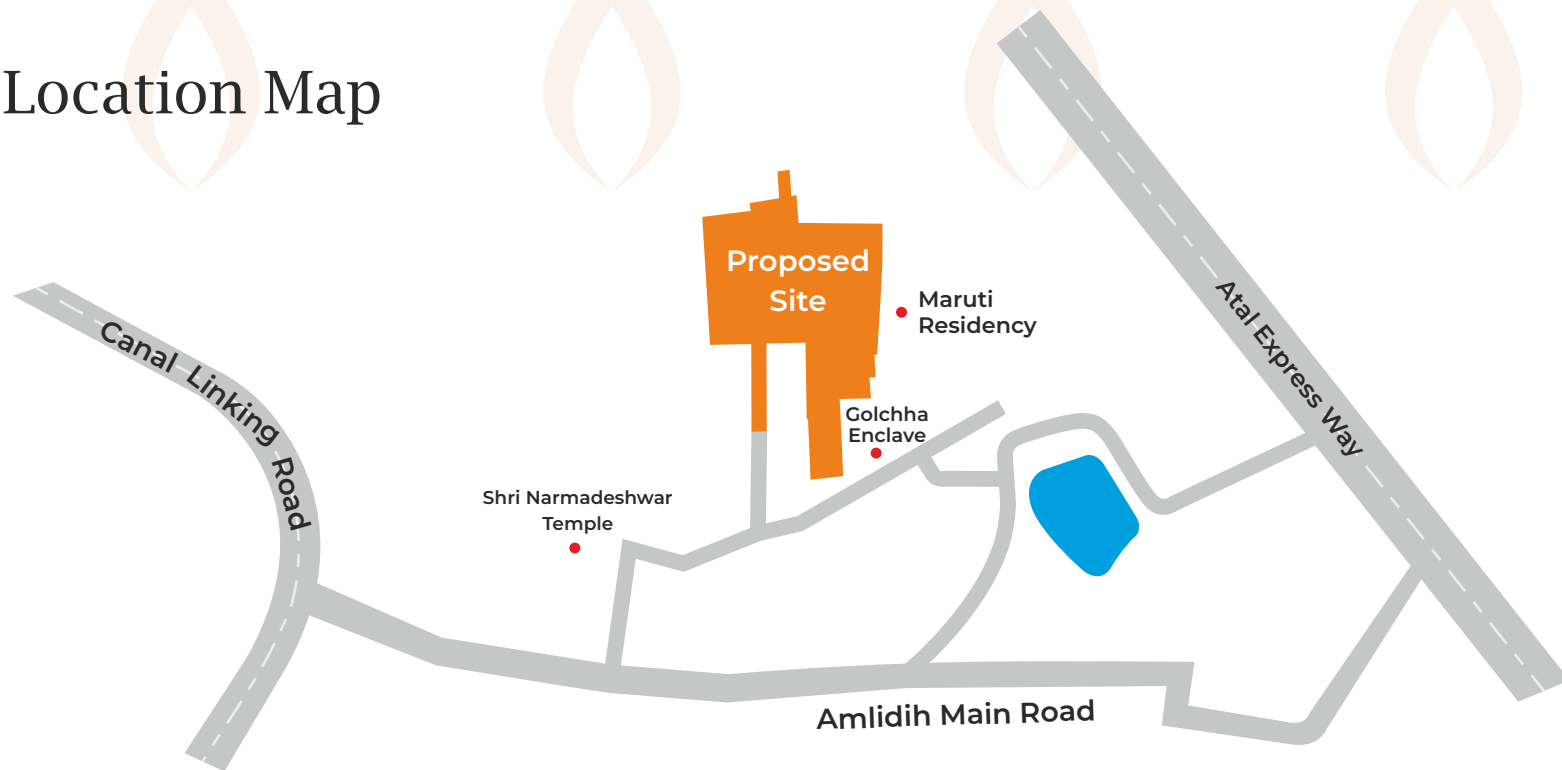 Location Map
Proposed
Site
Maruti
Residency
Atal Express Way
Canal Linking Road
Golchha
Enclave
Shri Narmadeshwar
Temple
Amlidih Main Road